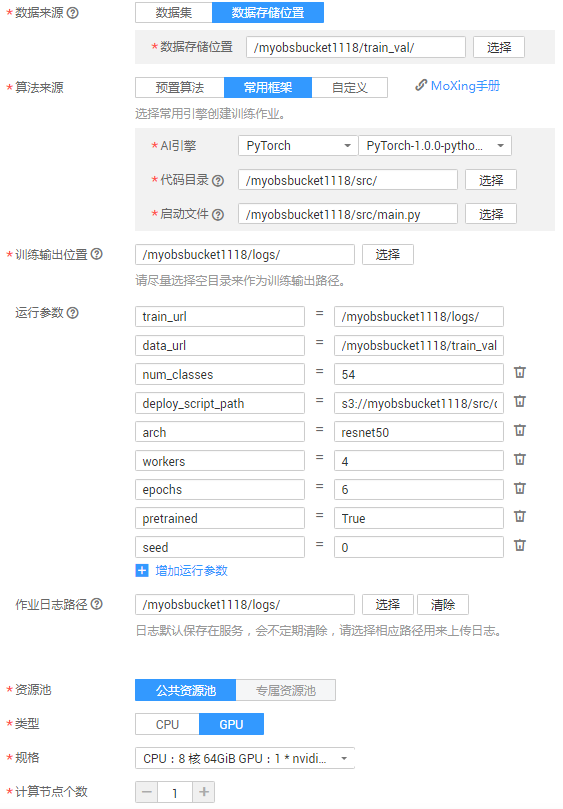 * 数据来源 ? 数据集 数据存储位置
* 数据存储位置 /myobsbucket1118/train_val/ 选择
* 算法来源 预置算法 常用框架 自定义 MoXing手册
选择常用引擎创建训练作业。
* AI引擎 PyTorch PyTorch-1.0.0-pytho...
* 代码目录 ? /myobsbucket1118/src/ 选择
* 启动文件 ? /myobsbucket1118/src/main.py 选择
* 训练输出位置 ? /myobsbucket1118/logs/ 选择
请尽量选择空目录来作为训练输出路径。
运行参数 ? train_url = /myobsbucket1118/logs/
data_url = /myobsbucket1118/train_val
num_classes = 54
deploy_script_path = s3://myobsbucket1118/src/
arch = resnet50
workers = 4
epochs = 6
pretrained = True
seed = 0
+ 增加运行参数
作业日志路径 ? /myobsbucket1118/logs/ 选择 清除
日志默认保存在服务，会不定期清除，请选择相应路径用来上传日志。
* 资源池 公共资源池 专属资源池
* 类型 CPU GPU
* 规格 CPU：8 核 64GiB GPU：1 * nvidi...
* 计算节点个数 − 1 +